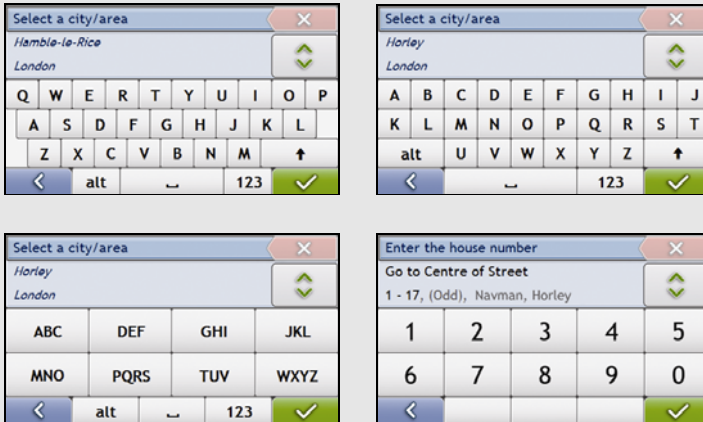 Select a city/area
Hamble-le-Rice
London
Q W E R T Y U I O P
A S D F G H J K L
Z X C V B N M
alt 123
Select a city/area
Horley
London
A B C D E F G H I J
K L M N O P Q R S T
alt U V W X Y Z
123
Select a city/area
Horley
London
ABC DEF GHI JKL
MNO PQRS TUV WXYZ
alt 123
Enter the house number
Go to Centre of Street
1 - 17, (Odd), Navman, Horley
1 2 3 4 5
6 7 8 9 0